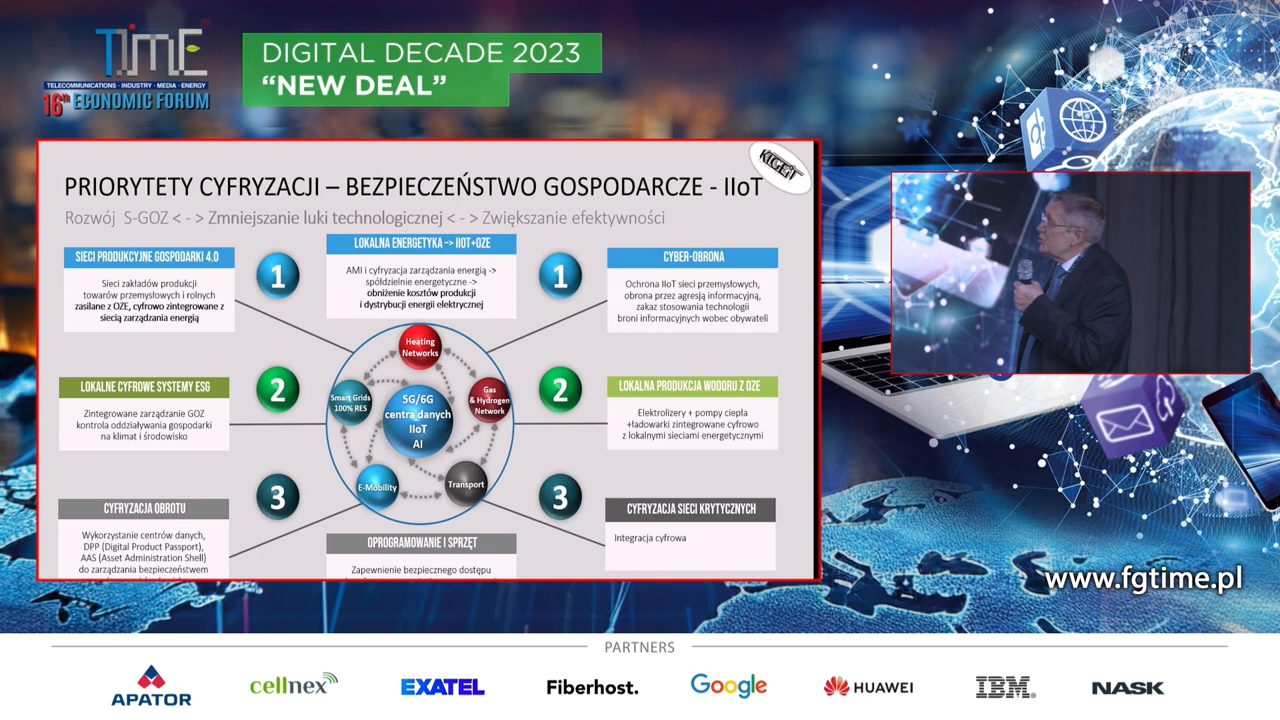 TIME
TELECOMMUNICATIONS · INDUSTRY · MEDIA · ENERGY
16th ECONOMIC FORUM
DIGITAL DECADE 2023
“NEW DEAL”
KIGEiT
PRIORYTETY CYFRYZACJI – BEZPIECZEŃSTWO GOSPODARCZE - IIoT
Rozwój S-GOZ < - > Zmniejszanie luki technologicznej < - > Zwiększanie efektywności
SIECI PRODUKCYJNE GOSPODARKI 4.0
Sieci zakładów produkcji
towarów przemysłowych i rolnych
zasilane z OZE, cyfrowo zintegrowane z
siecią zarządzania energią
1
LOKALNA ENERGETYKA –> IIOT+OZE
AMI i cyfryzacja zarządzania energią ->
spółdzielnie energetyczne ->
obniżenie kosztów produkcji
i dystrybucji energii elektrycznej
1
CYBER-OBRONA
Ochrona IIoT sieci przemysłowych,
obrona przez agresją informacyjną,
zakaz stosowania technologii
broni informacyjnych wobec obywateli
LOKALNE CYFROWE SYSTEMY ESG
Zintegrowane zarządzanie GOZ
kontrola oddziaływania gospodarki
na klimat i środowisko
2
Heating
Networks
Smart Grids
100% RES
5G/6G
centra danych
IIoT
AI
Gas
& Hydrogen
Network
E-Mobility
Transport
2
LOKALNA PRODUKCJA WODORU Z OZE
Elektrolizery + pompy ciepła
+ładowarki zintegrowane cyfrowo
z lokalnymi sieciami energetycznymi
CYFRYZACJA OBROTU
Wykorzystanie centrów danych,
DPP (Digital Product Passport),
AAS (Asset Administration Shell)
do zarządzania bezpieczeństwem
3
OPROGRAMOWANIE I SPRZĘT
Zapewnienie bezpiecznego dostępu
3
CYFRYZACJA SIECI KRYTYCZNYCH
Integracja cyfrowa
www.fgtime.pl
PARTNERS
APATOR
cellnex
EXATEL
Fiberhost.
Google
HUAWEI
IBM
NASK